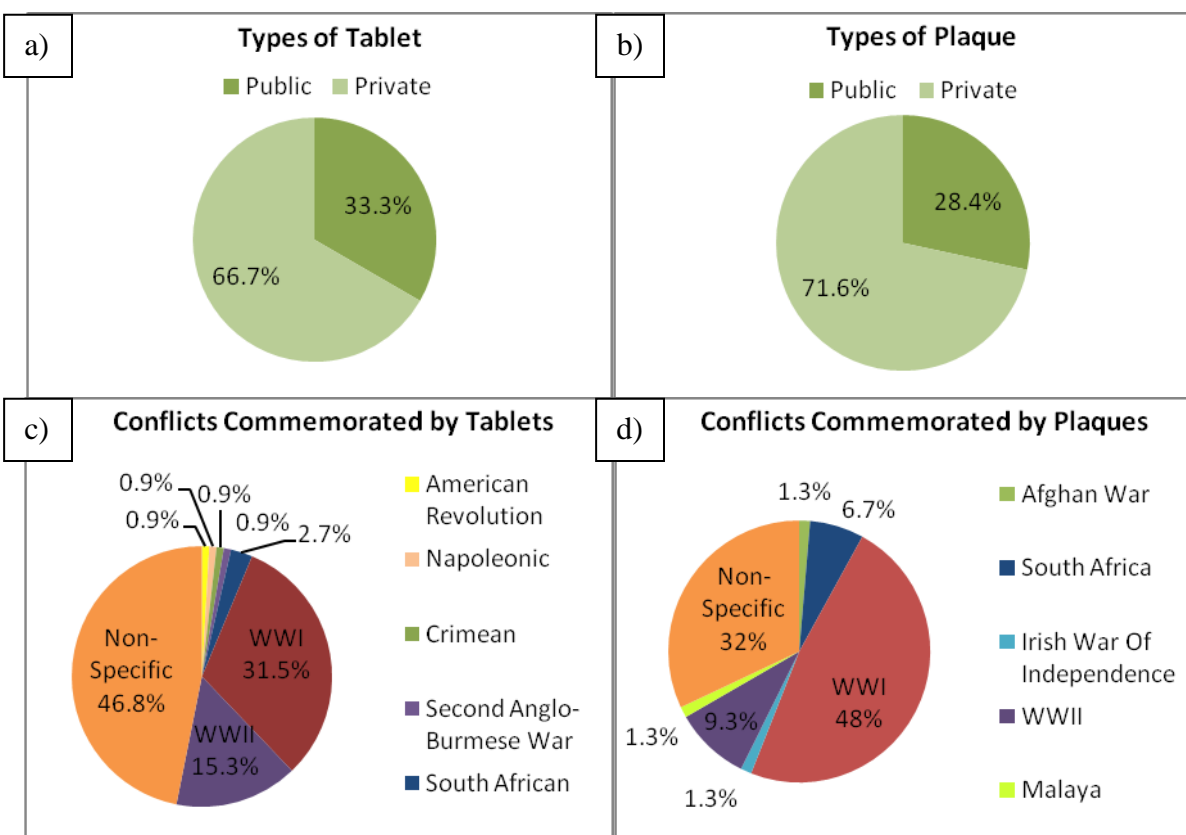 a)
Types of Tablet
Public Private
33.3%
66.7%
b)
Types of Plaque
Public Private
28.4%
71.6%
c)
Conflicts Commemorated by Tablets
0.9%
0.9%
0.9%
0.9%
2.7%
Non-
Specific
46.8%
WWI
31.5%
WWII
15.3%
American
Revolution
Napoleonic
Crimean
Second Anglo-
Burmese War
South African
d)
Conflicts Commemorated by Plaques
1.3%
6.7%
Non-
Specific
32%
WWI
48%
9.3%
1.3%
1.3%
Afghan War
South Africa
Irish War Of
Independence
WWII
Malaya